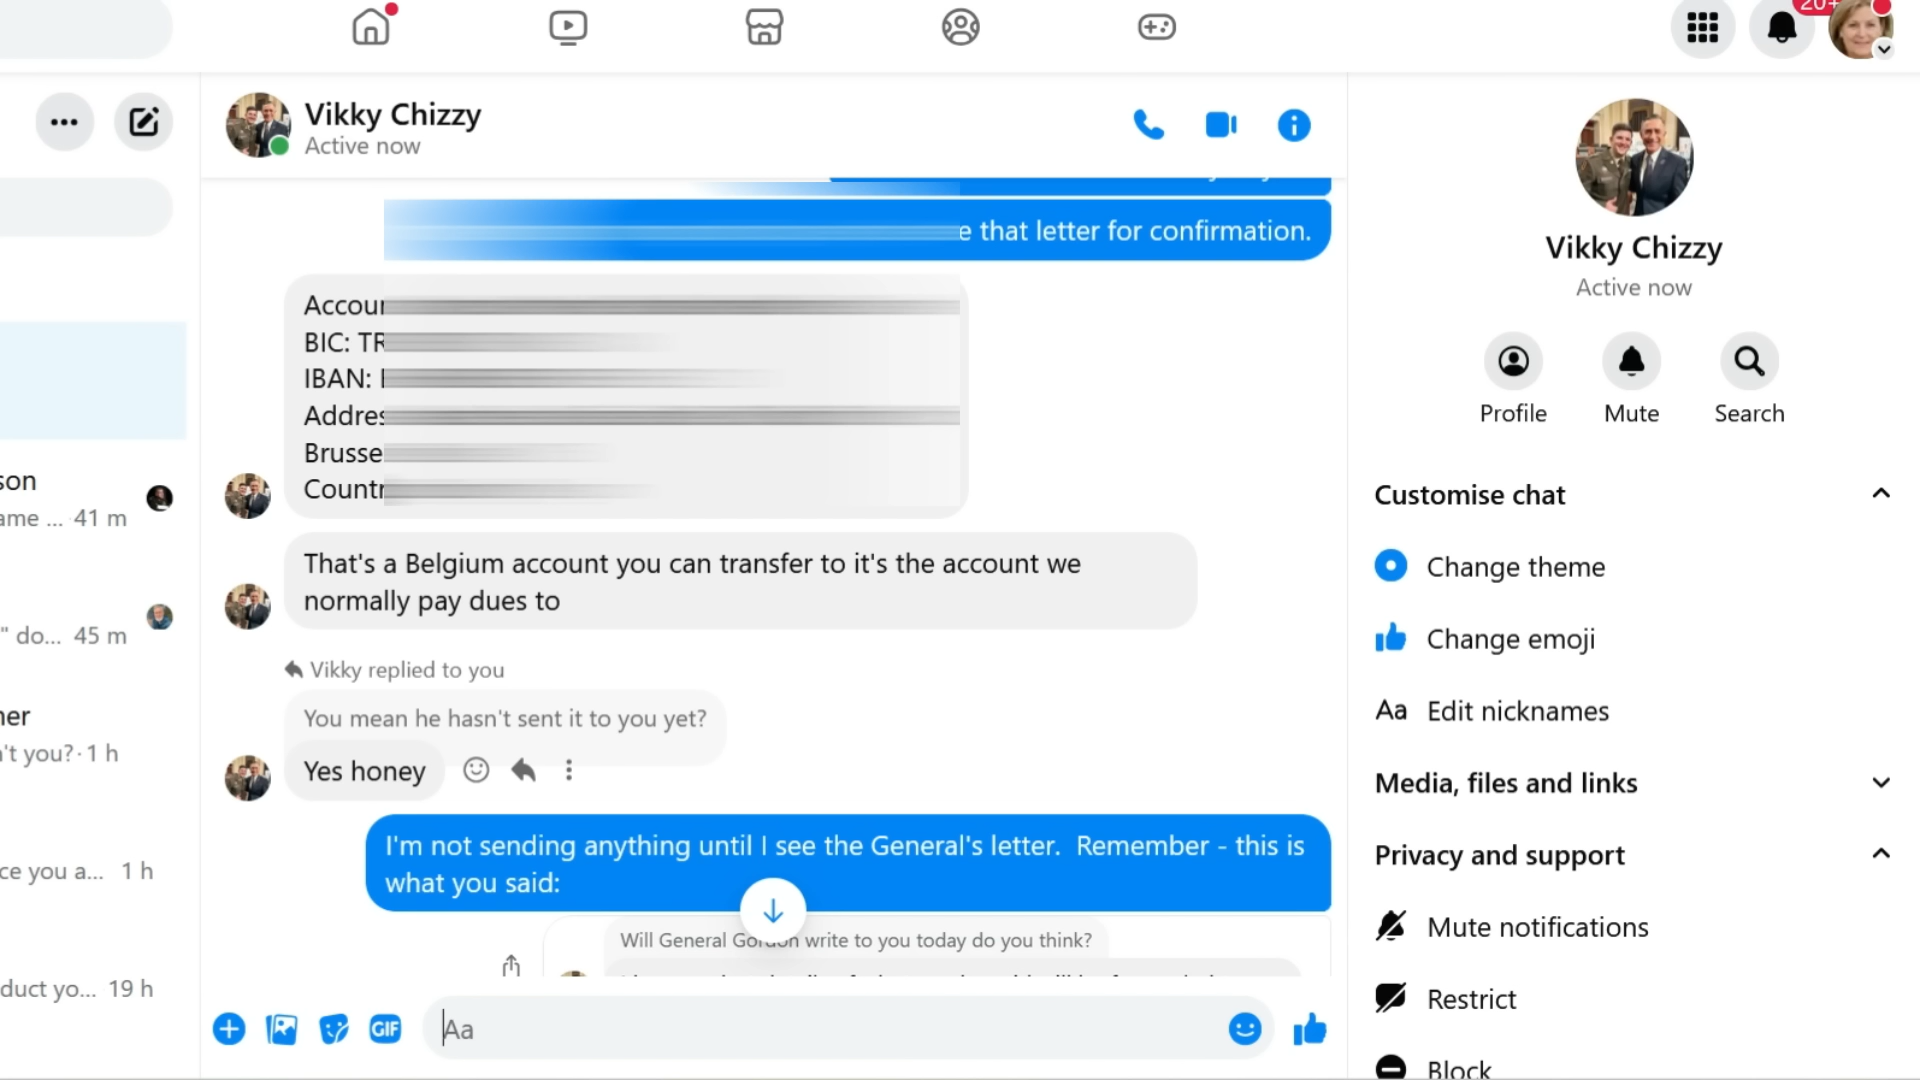 20+
Vikky Chizzy
Active now
e that letter for confirmation.
Accou
BIC: TR
IBAN:
Addres
Brusse
Countr
That's a Belgium account you can transfer to it's the account we
normally pay dues to
Vikky replied to you
You mean he hasn't sent it to you yet?
Yes honey
I'm not sending anything until I see the General's letter. Remember - this is
what you said:
Will General Gordon write to you today do you think?
GIF
Aa
son
ame ... 41 m
" do... 45 m
ner
't you? · 1 h
ce you a... 1 h
duct yo... 19 h
Vikky Chizzy
Active now
Profile
Mute
Search
Customise chat
Change theme
Change emoji
Aa Edit nicknames
Media, files and links
Privacy and support
Mute notifications
Restrict
Block